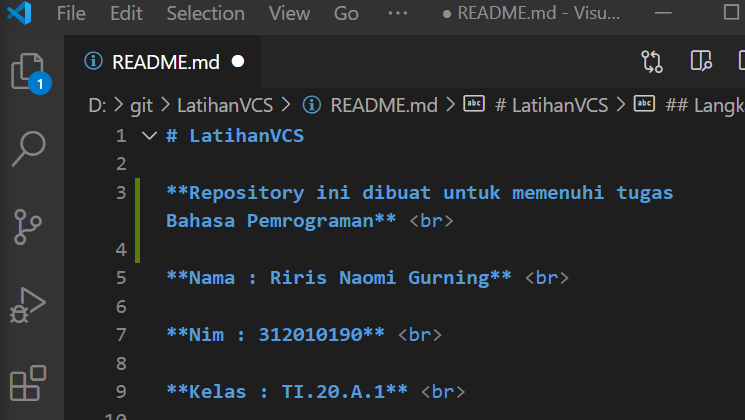 File Edit Selection View Go ··· ● README.md - Visu...
README.md ●
1
D: > git > LatihanVCS > README.md > # LatihanVCS > ## Langk
1 # LatihanVCS
2
3 **Repository ini dibuat untuk memenuhi tugas
Bahasa Pemrograman** <br>
4
5 **Nama : Riris Naomi Gurning** <br>
6
7 **Nim : 312010190** <br>
8
9 **Kelas : TI.20.A.1** <br>
10